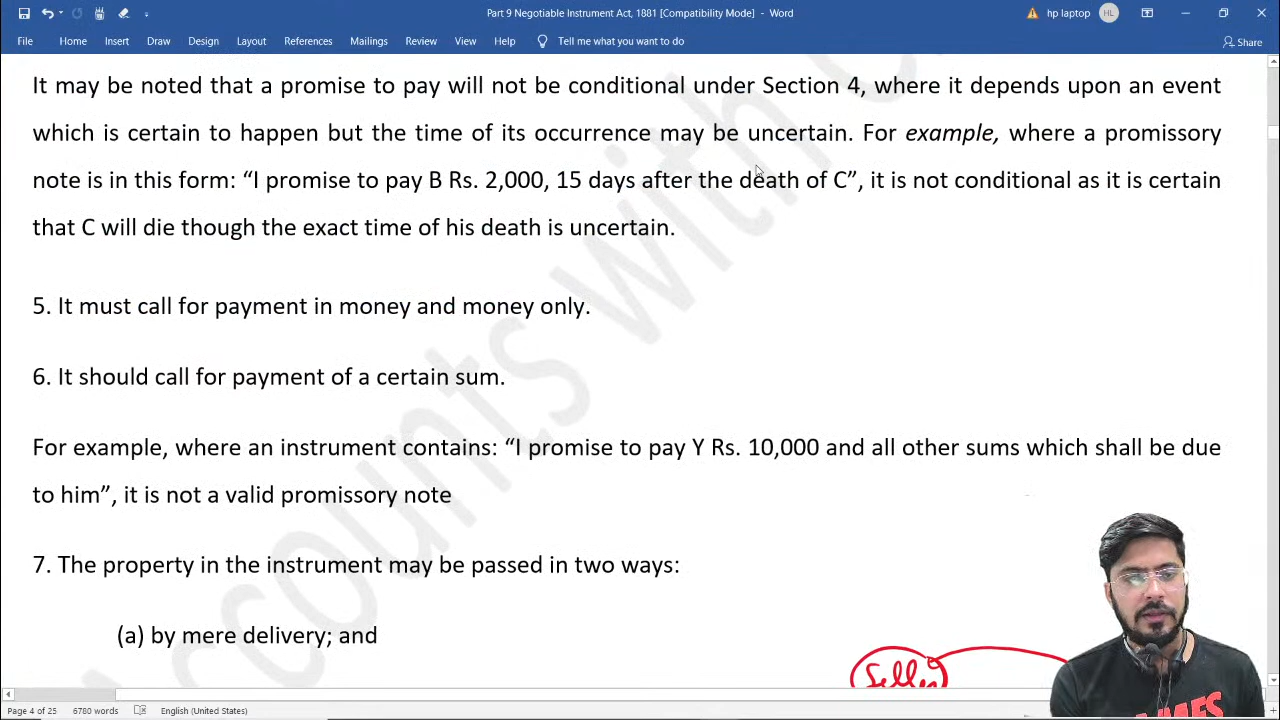 Part 9 Negotiable Instrument Act, 1881 [Compatibility Mode] - Word
hp laptop HL
File Home Insert Draw Design Layout References Mailings Review View Help Tell me what you want to do Share
It may be noted that a promise to pay will not be conditional under Section 4, where it depends upon an event
which is certain to happen but the time of its occurrence may be uncertain. For example, where a promissory
note is in this form: “I promise to pay B Rs. 2,000, 15 days after the death of C”, it is not conditional as it is certain
that C will die though the exact time of his death is uncertain.
5. It must call for payment in money and money only.
6. It should call for payment of a certain sum.
For example, where an instrument contains: “I promise to pay Y Rs. 10,000 and all other sums which shall be due
to him”, it is not a valid promissory note
7. The property in the instrument may be passed in two ways:
(a) by mere delivery; and
Seller
Accounts with
Page 4 of 25 6780 words English (United States)